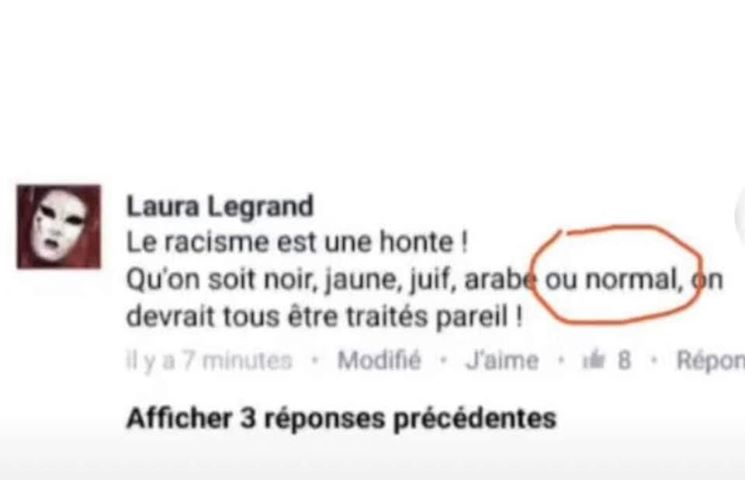 Laura Legrand
Le racisme est une honte !
Qu'on soit noir, jaune, juif, arabe ou normal, on
devrait tous être traités pareil !
il y a 7 minutes • Modifié • J'aime • 8 • Répon
Afficher 3 réponses précédentes